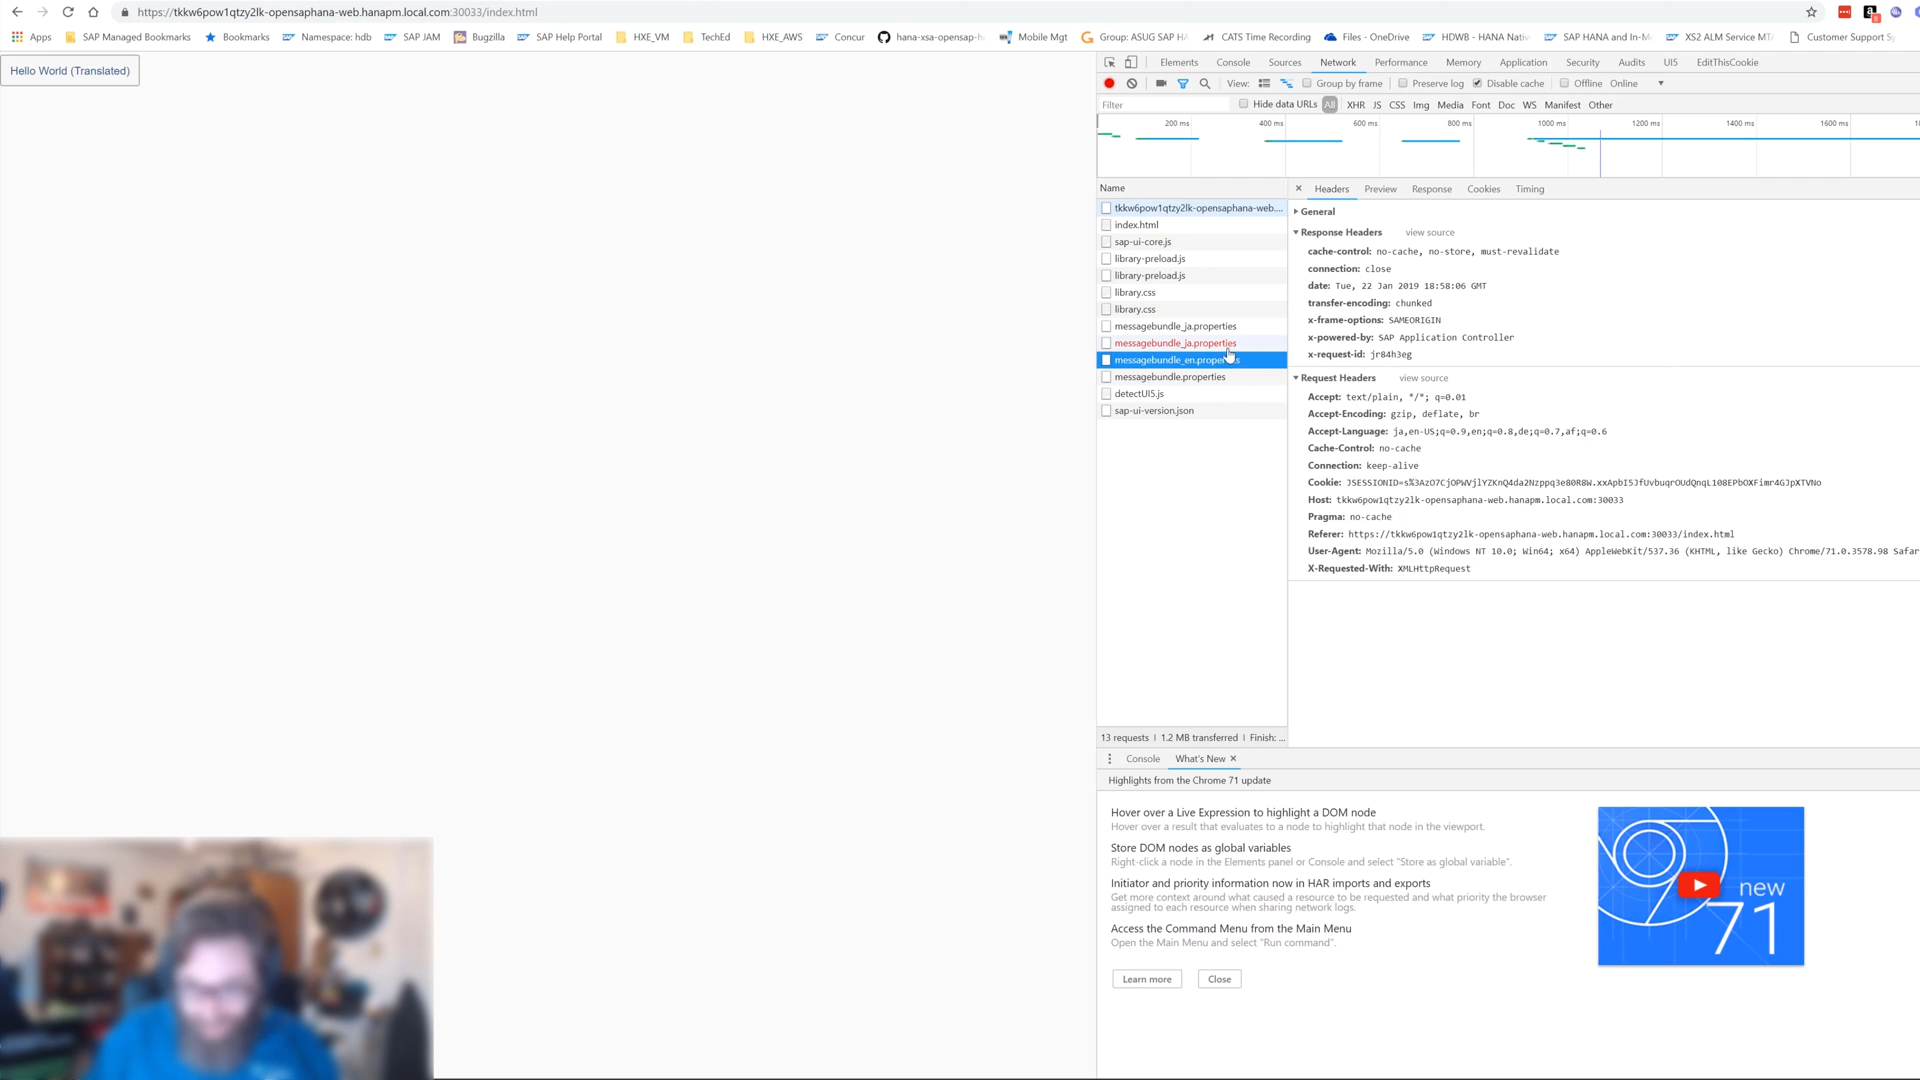 https://tkkw6pow1qtzy2lk-opensaphana-web.hanapm.local.com:30033/index.html
Apps SAP Managed Bookmarks Bookmarks Namespace: hdb SAP JAM Bugzilla SAP Help Portal HXE_VM TechEd HXE_AWS Concur hana-xsa-opensap-h Mobile Mgt Group: ASUG SAP HA CATS Time Recording Files - OneDrive HDWB - HANA Nativ SAP HANA and In-M XS2 ALM Service MT Customer Support Sy
Hello World (Translated)
Elements Console Sources Network Performance Memory Application Security Audits UI5 EditThisCookie
View: Group by frame Preserve log Disable cache Offline Online
Filter Hide data URLs All XHR JS CSS Img Media Font Doc WS Manifest Other
200 ms 400 ms 600 ms 800 ms 1000 ms 1200 ms 1400 ms 1600 ms
Name
tkkw6pow1qtzy2lk-opensaphana-web....
index.html
sap-ui-core.js
library-preload.js
library-preload.js
library.css
library.css
messagebundle_ja.properties
messagebundle_ja.properties
messagebundle_en.properties
messagebundle.properties
detectUI5.js
sap-ui-version.json
13 requests | 1.2 MB transferred | Finish: ...
Headers Preview Response Cookies Timing
General
Response Headers view source
cache-control: no-cache, no-store, must-revalidate
connection: close
date: Tue, 22 Jan 2019 18:58:06 GMT
transfer-encoding: chunked
x-frame-options: SAMEORIGIN
x-powered-by: SAP Application Controller
x-request-id: jr84h3eg
Request Headers view source
Accept: text/plain, */*; q=0.01
Accept-Encoding: gzip, deflate, br
Accept-Language: ja,en-US;q=0.9,en;q=0.8,de;q=0.7,af;q=0.6
Cache-Control: no-cache
Connection: keep-alive
Cookie: JSESSIONID=s%3AzO7CjOPWVjlYZKnQ4da2Nzppq3e80R8W.xxApbI5JfUvbuqrOUdQnqL108EPbOXFimr4GJpXTVNo
Host: tkkw6pow1qtzy2lk-opensaphana-web.hanapm.local.com:30033
Pragma: no-cache
Referer: https://tkkw6pow1qtzy2lk-opensaphana-web.hanapm.local.com:30033/index.html
User-Agent: Mozilla/5.0 (Windows NT 10.0; Win64; x64) AppleWebKit/537.36 (KHTML, like Gecko) Chrome/71.0.3578.98 Safar
X-Requested-With: XMLHttpRequest
Console What's New
Highlights from the Chrome 71 update
Hover over a Live Expression to highlight a DOM node
Hover over a result that evaluates to a node to highlight that node in the viewport.
Store DOM nodes as global variables
Right-click a node in the Elements panel or Console and select "Store as global variable".
Initiator and priority information now in HAR imports and exports
Get more context around what caused a resource to be requested and what priority the browser
assigned to each resource when sharing network logs.
Access the Command Menu from the Main Menu
Open the Main Menu and select "Run command".
Learn more Close
new
71